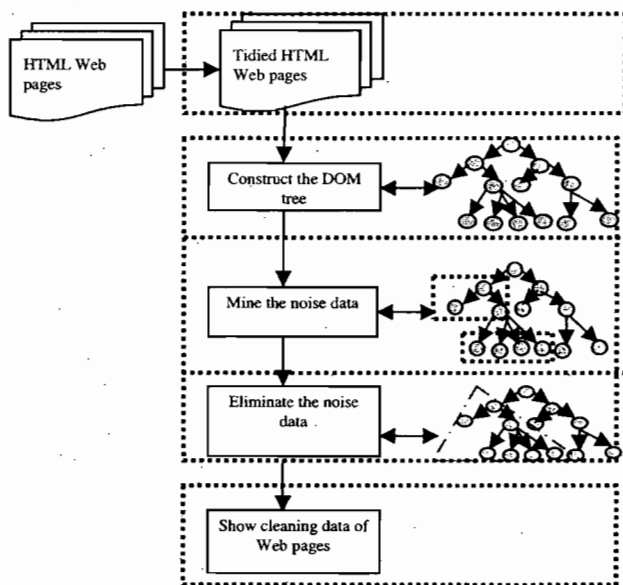 HTML Web
pages
Tidied HTML
Web pages
Construct the DOM
tree
Mine the noise data
Eliminate the noise
data
Show cleaning data of
Web pages